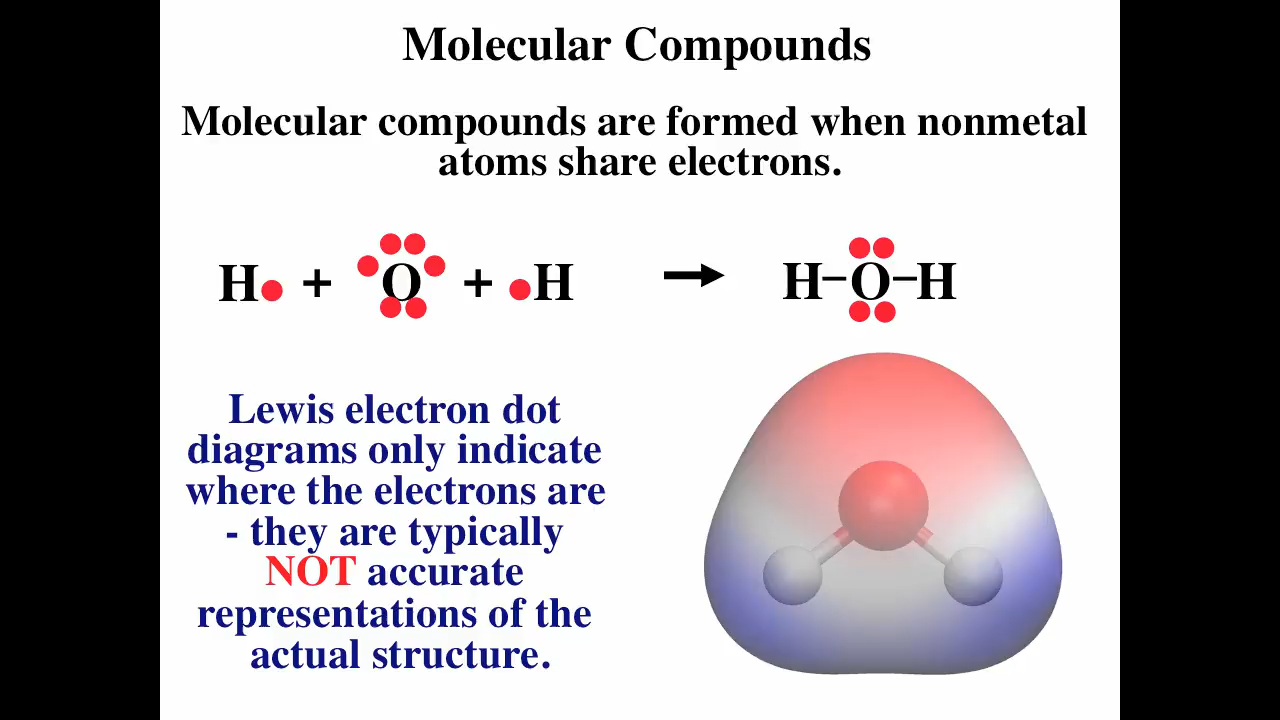 Molecular Compounds
Molecular compounds are formed when nonmetal
atoms share electrons.
H + O + H → H–O–H
Lewis electron dot
diagrams only indicate
where the electrons are
- they are typically
NOT accurate
representations of the
actual structure.